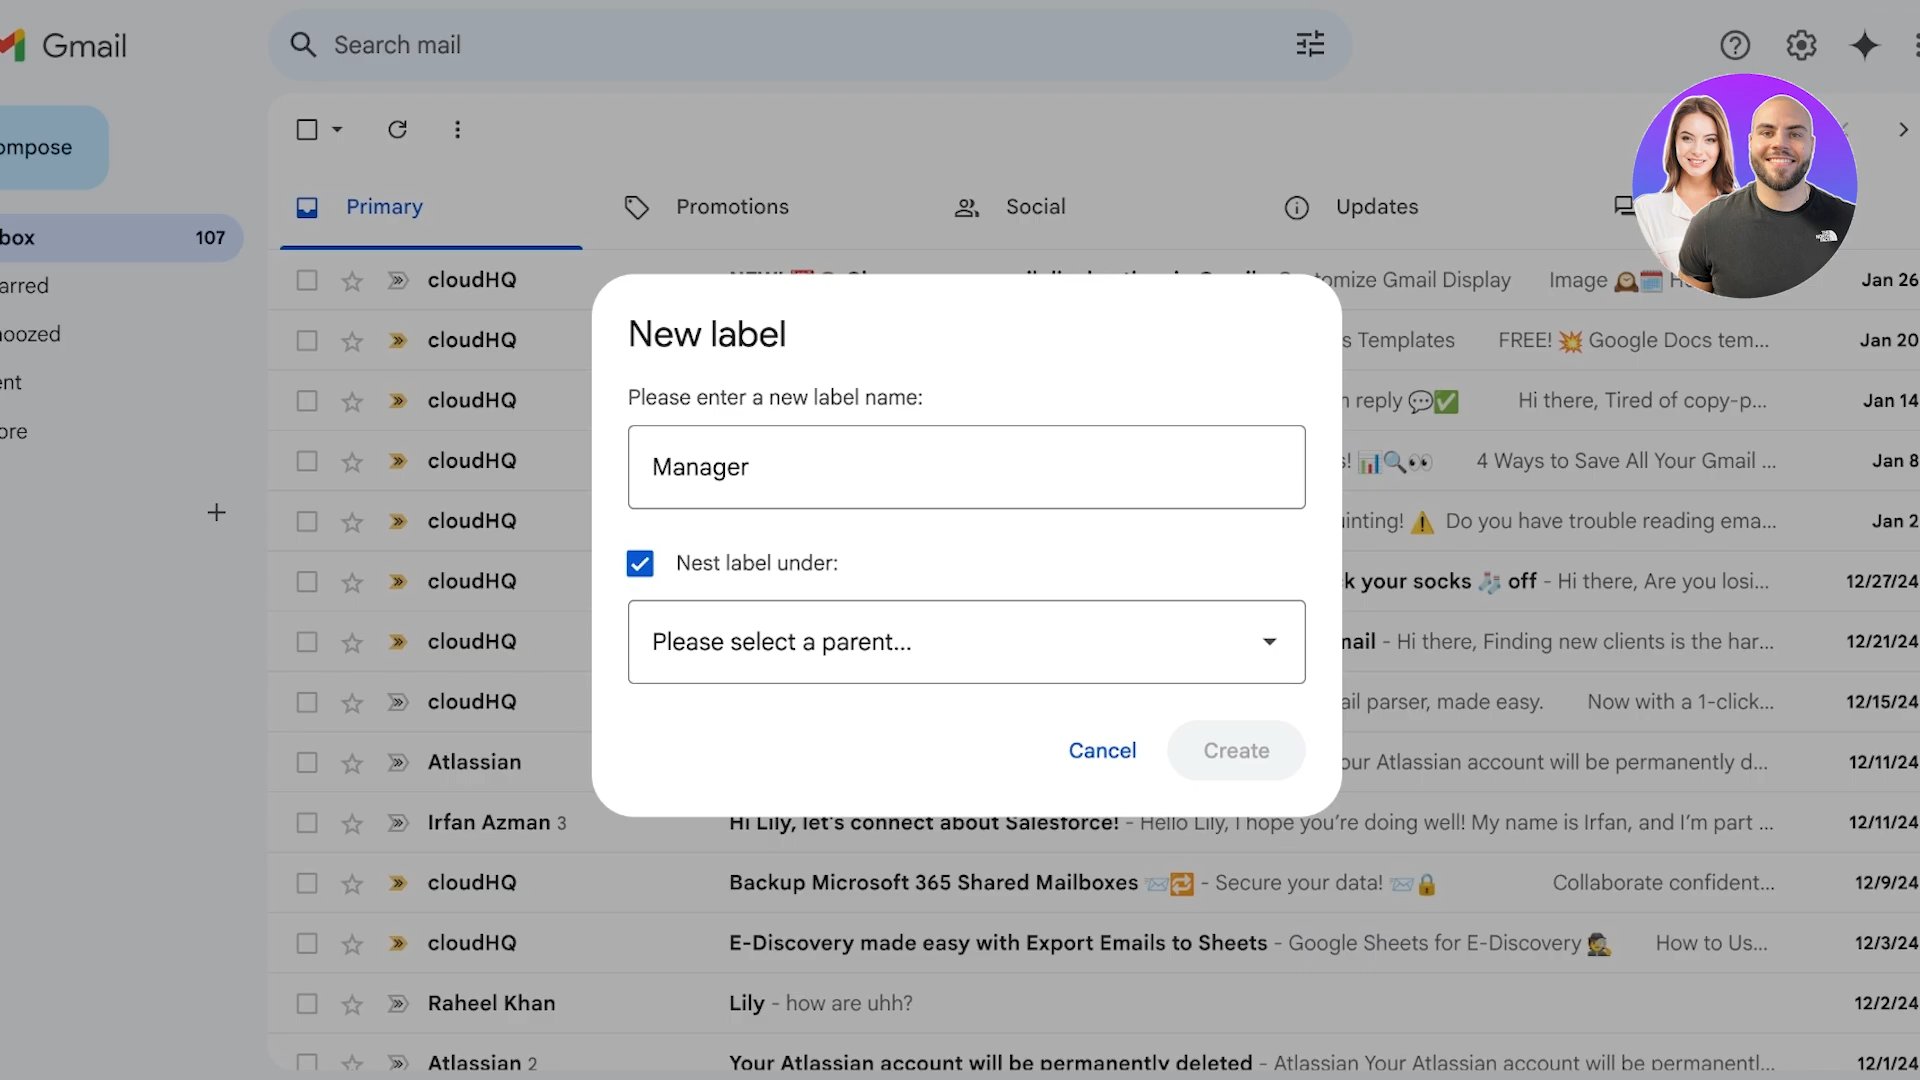 Gmail
Search mail
ompose
Primary
Promotions
Social
Updates
box 107
arred
noozed
ent
ore
cloudHQ
omize Gmail Display Image 🕰️🗓️ Jan 26
cloudHQ s Templates FREE! 💥 Google Docs tem... Jan 20
cloudHQ n reply 💬✅ Hi there, Tired of copy-p... Jan 14
cloudHQ s! 📊🔍👀 4 Ways to Save All Your Gmail ... Jan 8
cloudHQ inting! ⚠️ Do you have trouble reading ema... Jan 2
cloudHQ k your socks 🧦 off - Hi there, Are you losi... 12/27/24
cloudHQ mail - Hi there, Finding new clients is the har... 12/21/24
cloudHQ ail parser, made easy. Now with a 1-click... 12/15/24
Atlassian our Atlassian account will be permanently d... 12/11/24
Irfan Azman 3 Hi Lily, let's connect about Salesforce! - Hello Lily, I hope you're doing well! My name is Irfan, and I'm part ... 12/11/24
cloudHQ Backup Microsoft 365 Shared Mailboxes 📨🔁 - Secure your data! 📨🔒 Collaborate confident... 12/9/24
cloudHQ E-Discovery made easy with Export Emails to Sheets - Google Sheets for E-Discovery 🕵️ How to Us... 12/3/24
Raheel Khan Lily - how are uhh? 12/2/24
Atlassian 2 Your Atlassian account will be permanently deleted - Atlassian Your Atlassian account will be permanentl... 12/1/24
New label
Please enter a new label name:
Manager
Nest label under:
Please select a parent...
Cancel
Create